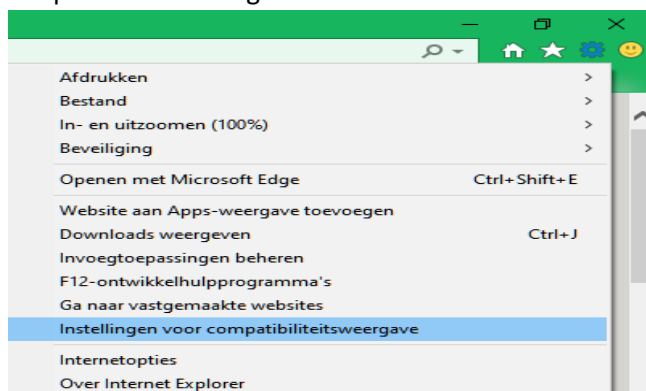 Afdrukken >
Bestand >
In- en uitzoomen (100%) >
Beveiliging >
Openen met Microsoft Edge Ctrl+Shift+E
Website aan Apps-weergave toevoegen
Downloads weergeven Ctrl+J
Invoegtoepassingen beheren
F12-ontwikkelhulpprogramma's
Ga naar vastgemaakte websites
Instellingen voor compatibiliteitsweergave
Internetopties
Over Internet Explorer